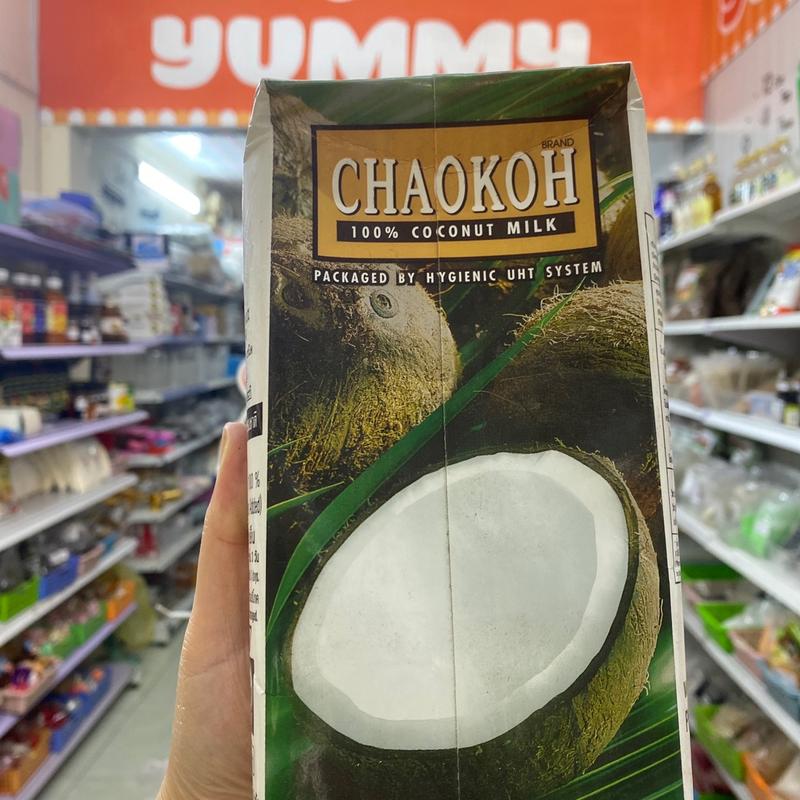 YUMMY
CHAOKOH
BRAND
100% COCONUT MILK
PACKAGED BY HYGIENIC UHT SYSTEM